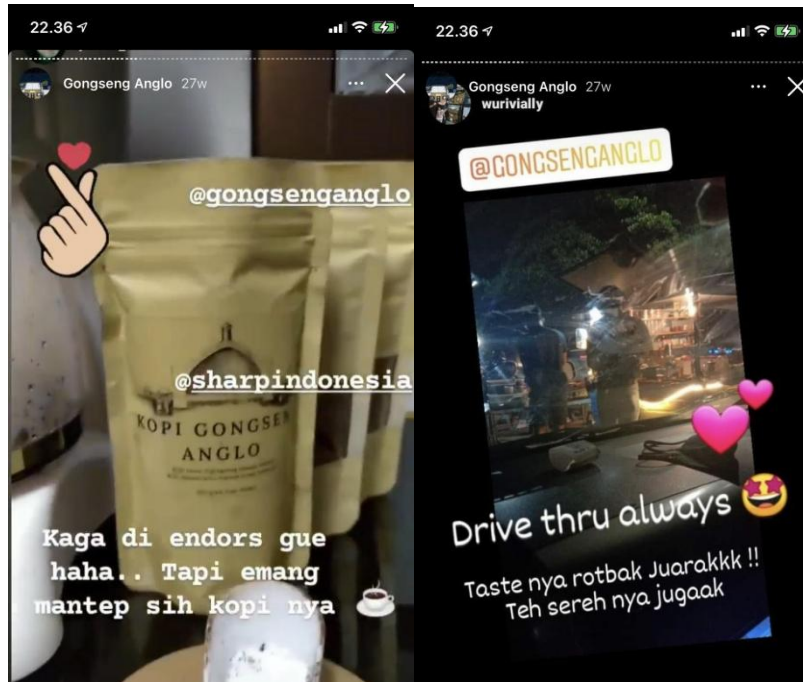 22.36
Gongseng Anglo 27w
@gongsenganglo
@sharpindonesia
KOPI GONGSEN
ANGLO
Kaga di endors gue
haha.. Tapi emang
mantep sih kopi nya
22.36
Gongseng Anglo 27w
wurivially
@GONGSENGANGLO
Drive thru always
Taste nya rotbak Juarakkk !!
Teh sereh nya jugaak